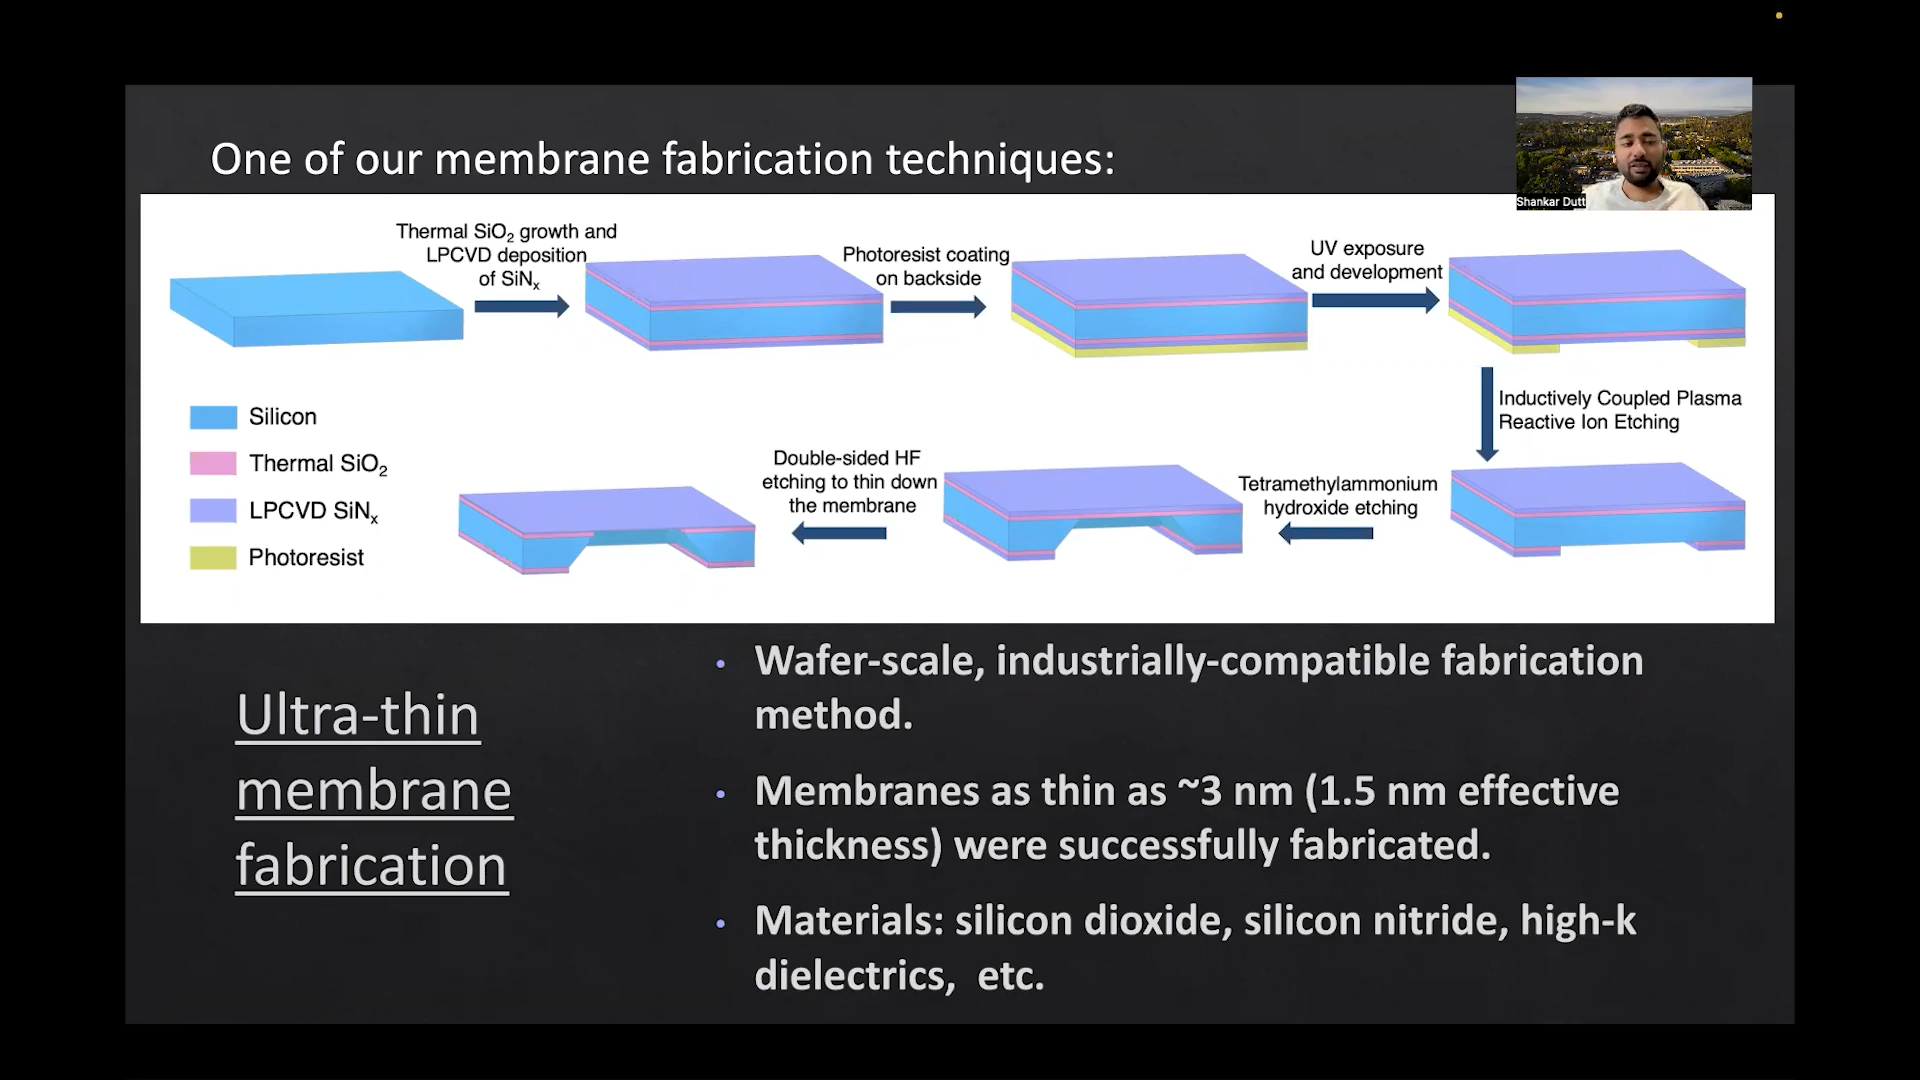 One of our membrane fabrication techniques:
Shankar Dutt
Thermal SiO₂ growth and
LPCVD deposition
of SiNₓ
Photoresist coating
on backside
UV exposure
and development
Inductively Coupled Plasma
Reactive Ion Etching
Tetramethylammonium
hydroxide etching
Double-sided HF
etching to thin down
the membrane
Silicon
Thermal SiO₂
LPCVD SiNₓ
Photoresist
Ultra-thin
membrane
fabrication
• Wafer-scale, industrially-compatible fabrication
method.
• Membranes as thin as ~3 nm (1.5 nm effective
thickness) were successfully fabricated.
• Materials: silicon dioxide, silicon nitride, high-k
dielectrics, etc.